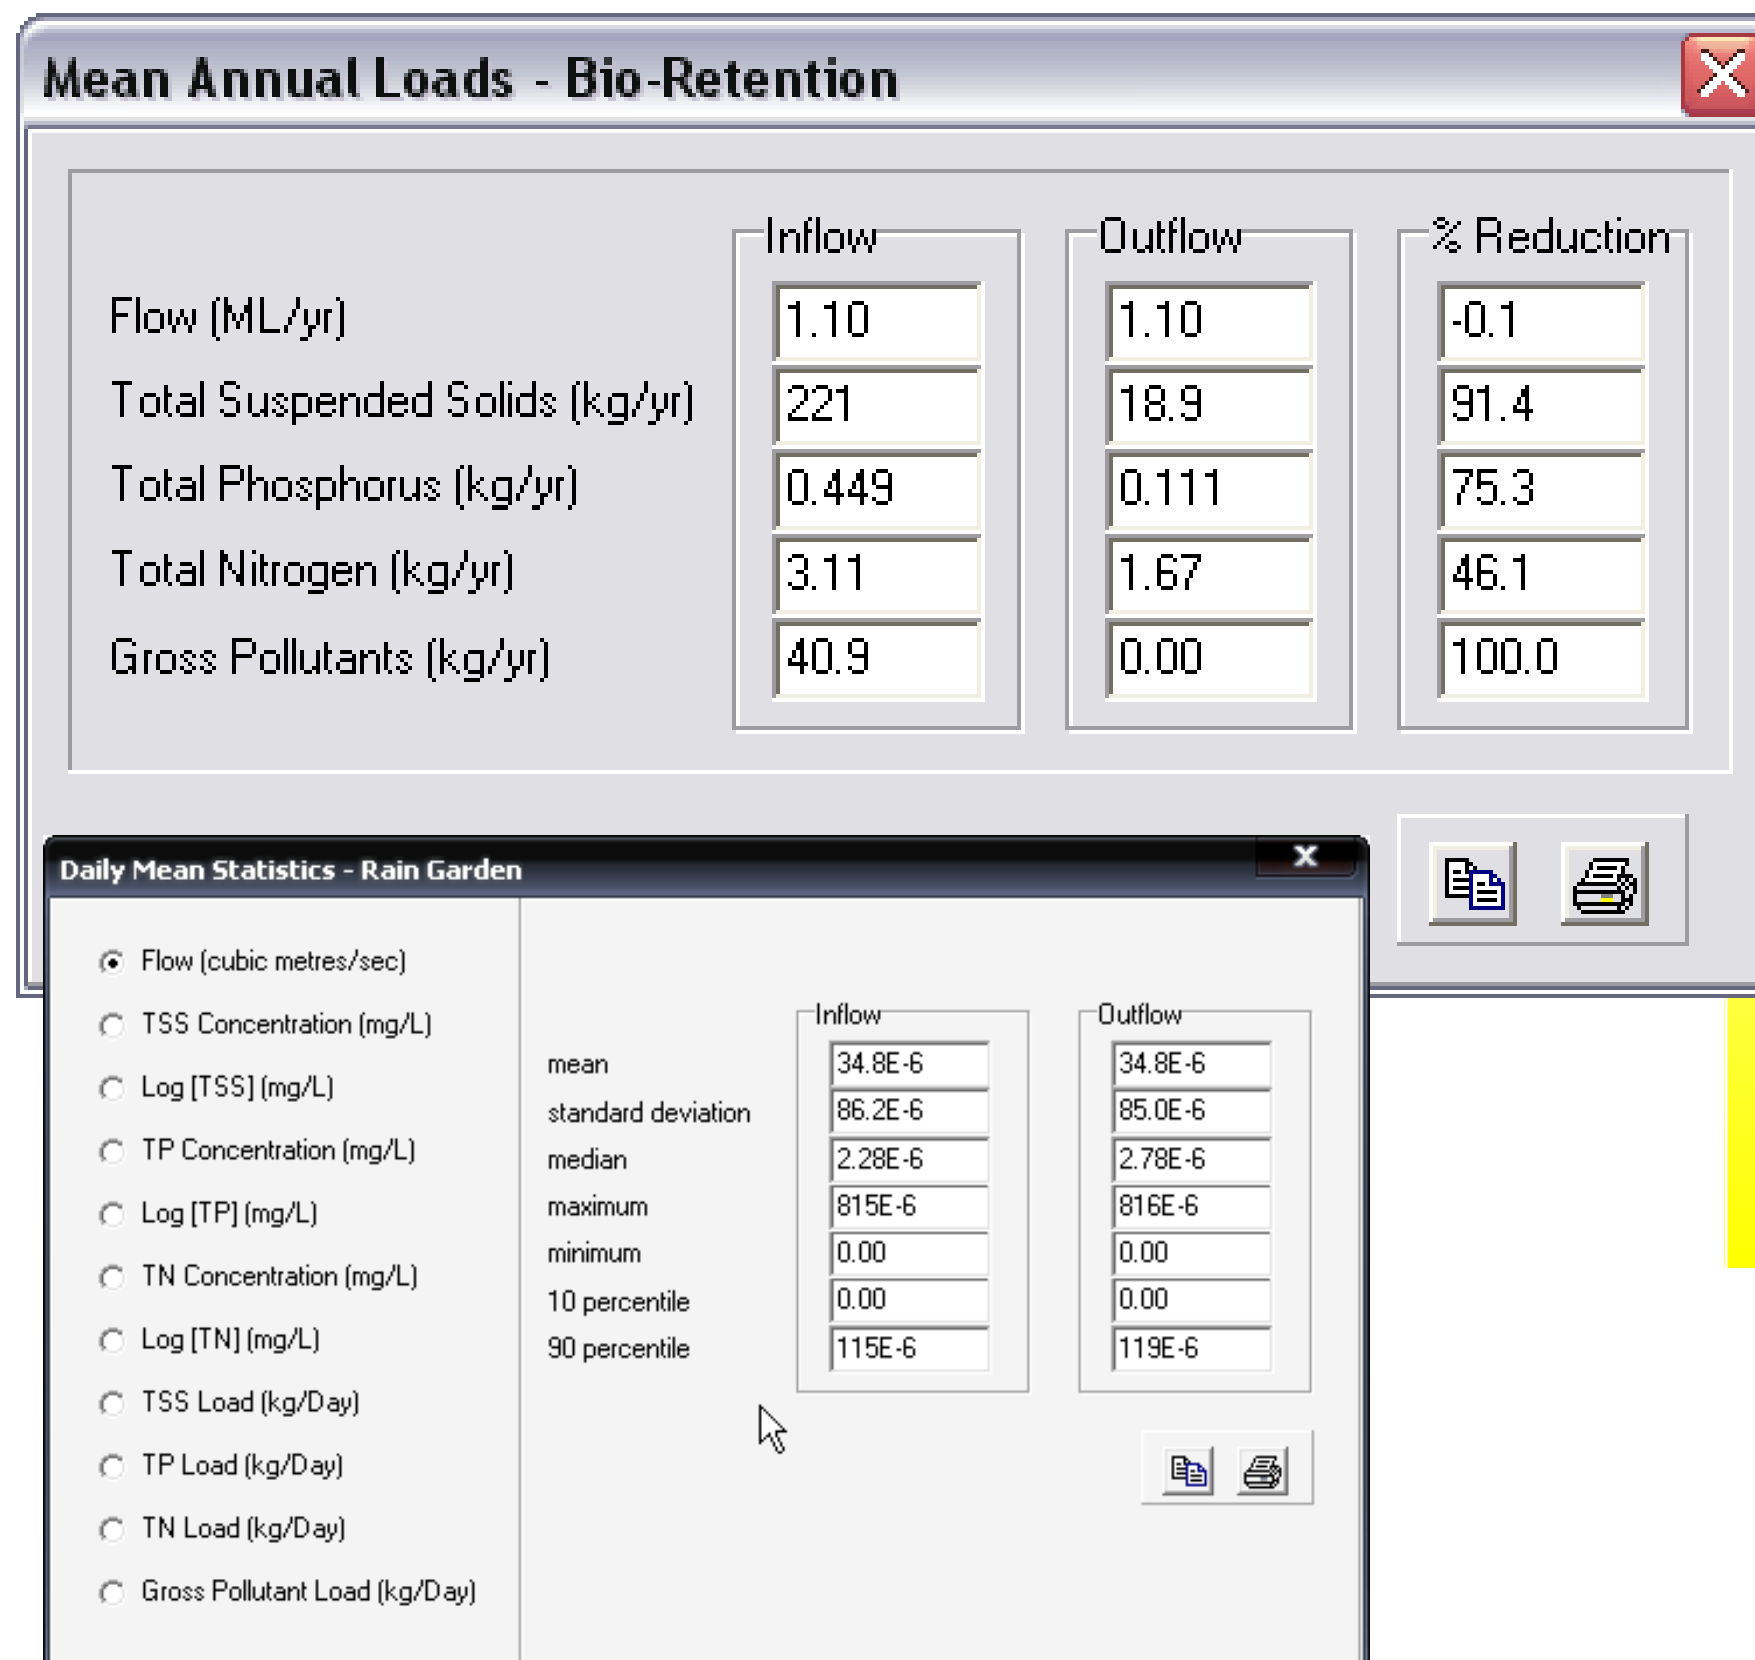 Mean Annual Loads - Bio-Retention
Inflow Outflow % Reduction
Flow (ML/yr) 1.10 1.10 -0.1
Total Suspended Solids (kg/yr) 221 18.9 91.4
Total Phosphorus (kg/yr) 0.449 0.111 75.3
Total Nitrogen (kg/yr) 3.11 1.67 46.1
Gross Pollutants (kg/yr) 40.9 0.00 100.0
Daily Mean Statistics - Rain Garden
Flow (cubic metres/sec)
TSS Concentration (mg/L)
Log [TSS] (mg/L)
TP Concentration (mg/L)
Log [TP] (mg/L)
TN Concentration (mg/L)
Log [TN] (mg/L)
TSS Load (kg/Day)
TP Load (kg/Day)
TN Load (kg/Day)
Gross Pollutant Load (kg/Day)
Inflow Outflow
mean 34.8E-6 34.8E-6
standard deviation 86.2E-6 85.0E-6
median 2.28E-6 2.78E-6
maximum 815E-6 816E-6
minimum 0.00 0.00
10 percentile 0.00 0.00
90 percentile 115E-6 119E-6